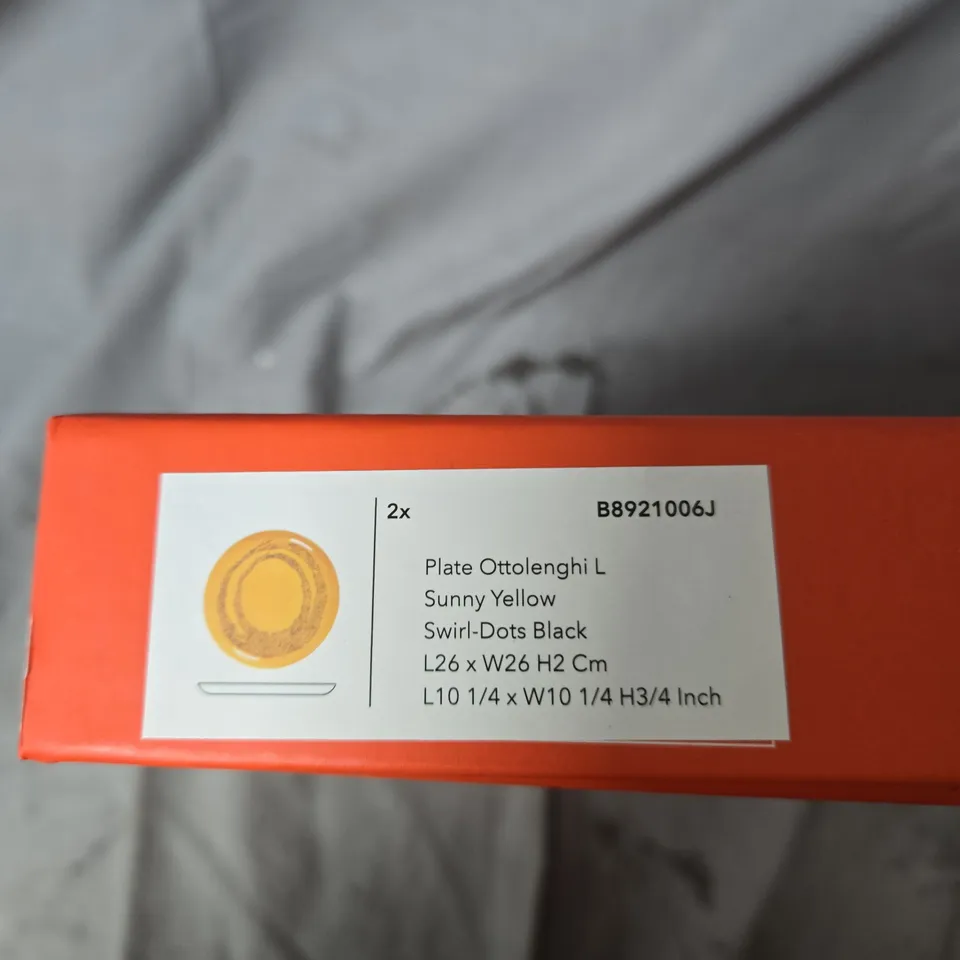 2x B8921006J
Plate Ottolenghi L
Sunny Yellow
Swirl-Dots Black
L26 x W26 H2 Cm
L10 1/4 x W10 1/4 H3/4 Inch